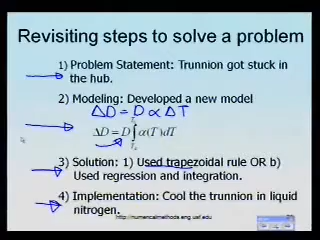 Revisiting steps to solve a problem
1) Problem Statement: Trunnion got stuck in
the hub.
2) Modeling: Developed a new model
ΔD = D α ΔT
ΔD = D ∫ α(T)dT
3) Solution: 1) Used trapezoidal rule OR b)
Used regression and integration.
4) Implementation: Cool the trunnion in liquid
nitrogen.
http://numericalmethods.eng.usf.edu